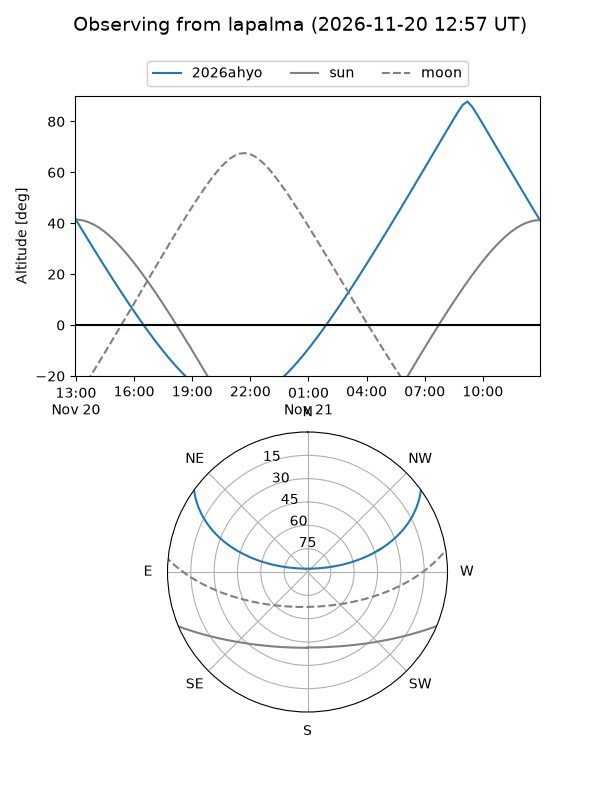 Observing from lapalma (2026-11-20 12:57 UT)
2026ahyo sun moon
Altitude [deg]
80
60
40
20
0
−20
13:00 16:00 19:00 22:00 01:00 04:00 07:00 10:00
Nov 20 Nov 21
N
NE NW
15
30
45
60
75
E W
SE SW
S